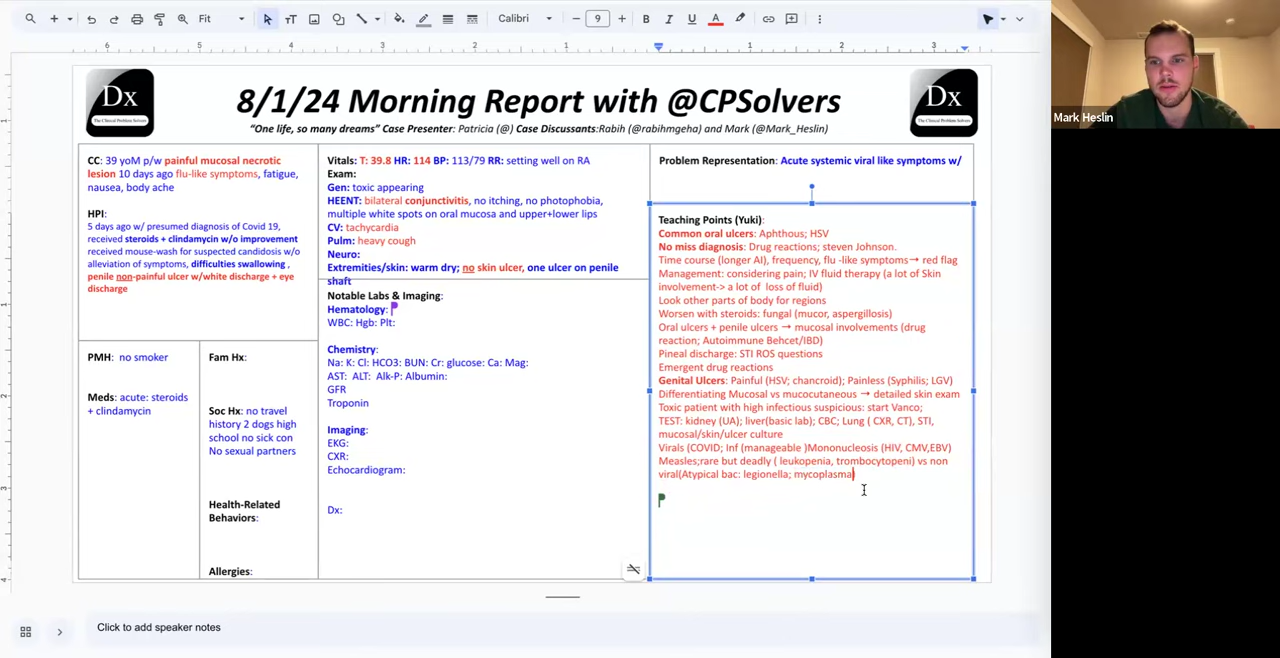 Fit
Calibri
9
B I U A
6 5 4 3 2 1 1 2 3
Dx
The Clinical Problem Solvers
8/1/24 Morning Report with @CPSolvers
“One life, so many dreams” Case Presenter: Patricia (@) Case Discussants:Rabih (@rabihmgeha) and Mark (@Mark_Heslin)
Dx
The Clinical Problem Solvers
CC: 39 yoM p/w painful mucosal necrotic
lesion 10 days ago flu-like symptoms, fatigue,
nausea, body ache
HPI:
5 days ago w/ presumed diagnosis of Covid 19,
received steroids + clindamycin w/o improvement
received mouse-wash for suspected candidosis w/o
alleviation of symptoms, difficulties swallowing ,
penile non-painful ulcer w/white discharge + eye
discharge
PMH: no smoker
Meds: acute: steroids
+ clindamycin
Fam Hx:
Soc Hx: no travel
history 2 dogs high
school no sick con
No sexual partners
Health-Related
Behaviors:
Allergies:
Vitals: T: 39.8 HR: 114 BP: 113/79 RR: setting well on RA
Exam:
Gen: toxic appearing
HEENT: bilateral conjunctivitis, no itching, no photophobia,
multiple white spots on oral mucosa and upper+lower lips
CV: tachycardia
Pulm: heavy cough
Neuro:
Extremities/skin: warm dry; no skin ulcer, one ulcer on penile
shaft
Notable Labs & Imaging:
Hematology:
WBC: Hgb: Plt:
Chemistry:
Na: K: Cl: HCO3: BUN: Cr: glucose: Ca: Mag:
AST: ALT: Alk-P: Albumin:
GFR
Troponin
Imaging:
EKG:
CXR:
Echocardiogram:
Dx:
Problem Representation: Acute systemic viral like symptoms w/
Teaching Points (Yuki):
Common oral ulcers: Aphthous; HSV
No miss diagnosis: Drug reactions; steven Johnson.
Time course (longer AI), frequency, flu -like symptoms→ red flag
Management: considering pain; IV fluid therapy (a lot of Skin
involvement-> a lot of loss of fluid)
Look other parts of body for regions
Worsen with steroids: fungal (mucor, aspergillosis)
Oral ulcers + penile ulcers → mucosal involvements (drug
reaction; Autoimmune Behcet/IBD)
Pineal discharge: STI ROS questions
Emergent drug reactions
Genital Ulcers: Painful (HSV; chancroid); Painless (Syphilis; LGV)
Differentiating Mucosal vs mucocutaneous → detailed skin exam
Toxic patient with high infectious suspicious: start Vanco;
TEST: kidney (UA); liver(basic lab); CBC; Lung ( CXR, CT), STI,
mucosal/skin/ulcer culture
Virals (COVID; Inf (manageable )Mononucleosis (HIV, CMV,EBV)
Measles;rare but deadly ( leukopenia, trombocytopeni) vs non
viral(Atypical bac: legionella; mycoplasma)
Click to add speaker notes
Mark Heslin